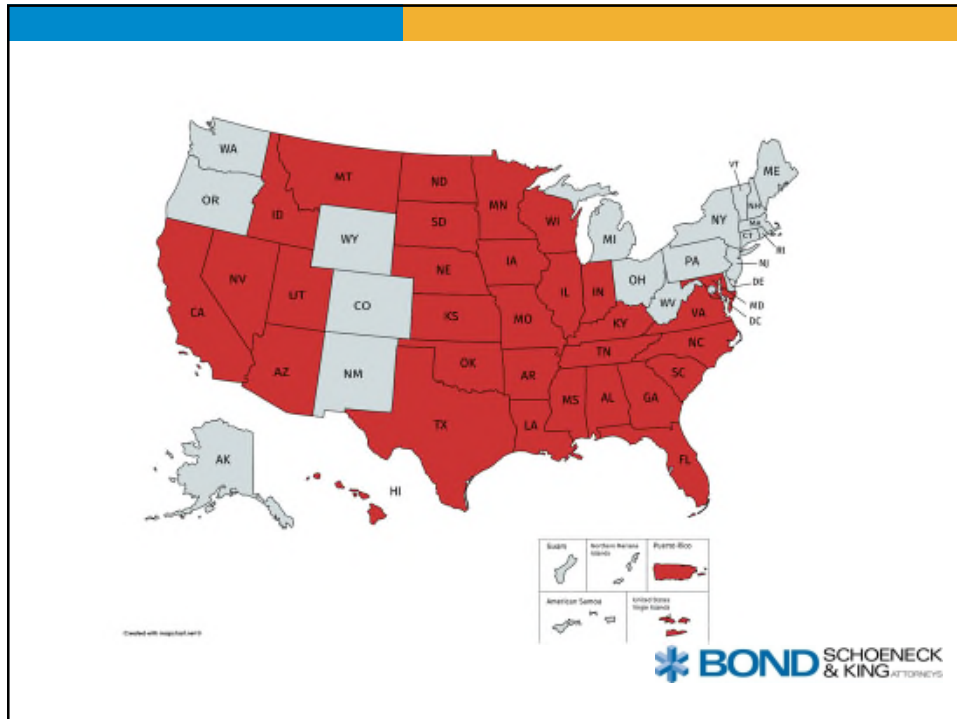 WA
OR
CA
NV
ID
MT
WY
UT
AZ
CO
NM
ND
SD
NE
KS
OK
TX
MN
IA
MO
AR
LA
WI
IL
IN
MI
OH
KY
TN
MS
AL
GA
FL
SC
NC
VA
WV
PA
NY
VT
NH
ME
MA
CT
RI
NJ
DE
MD
DC
AK
HI
Guam
Northern Mariana
Islands
Puerto Rico
American Samoa
United States
Virgin Islands
Created with mapchart.net
BOND SCHOENECK
& KING ATTORNEYS